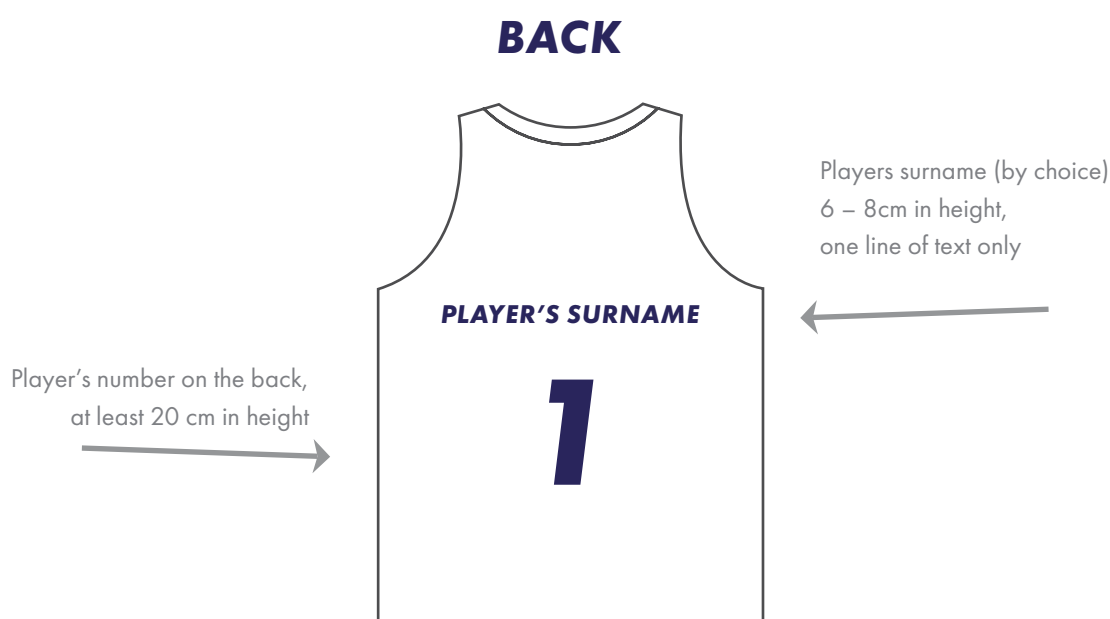 BACK
Players surname (by choice)
6 – 8cm in height,
one line of text only
PLAYER’S SURNAME
Player’s number on the back,
at least 20 cm in height
1